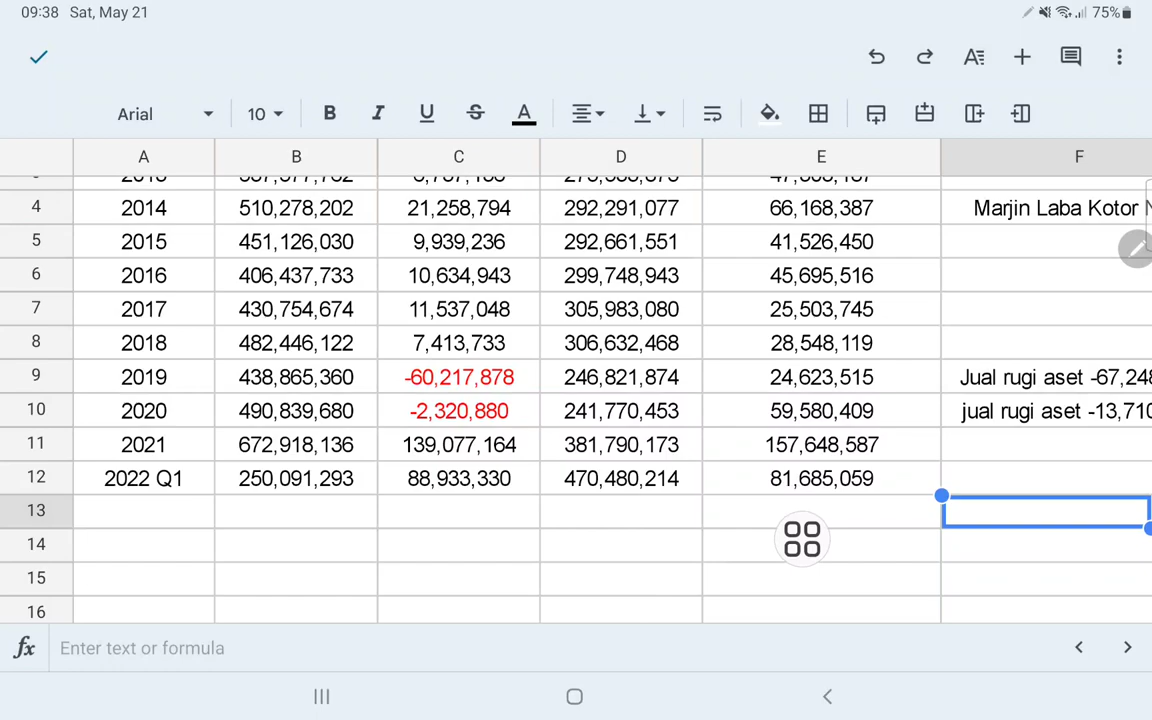 09:38 Sat, May 21 75%
Arial 10 B I U S A
A B C D E F
4 2014 510,278,202 21,258,794 292,291,077 66,168,387 Marjin Laba Kotor
5 2015 451,126,030 9,939,236 292,661,551 41,526,450
6 2016 406,437,733 10,634,943 299,748,943 45,695,516
7 2017 430,754,674 11,537,048 305,983,080 25,503,745
8 2018 482,446,122 7,413,733 306,632,468 28,548,119
9 2019 438,865,360 -60,217,878 246,821,874 24,623,515 Jual rugi aset -67,248
10 2020 490,839,680 -2,320,880 241,770,453 59,580,409 jual rugi aset -13,710
11 2021 672,918,136 139,077,164 381,790,173 157,648,587
12 2022 Q1 250,091,293 88,933,330 470,480,214 81,685,059
13
14
15
16
fx Enter text or formula